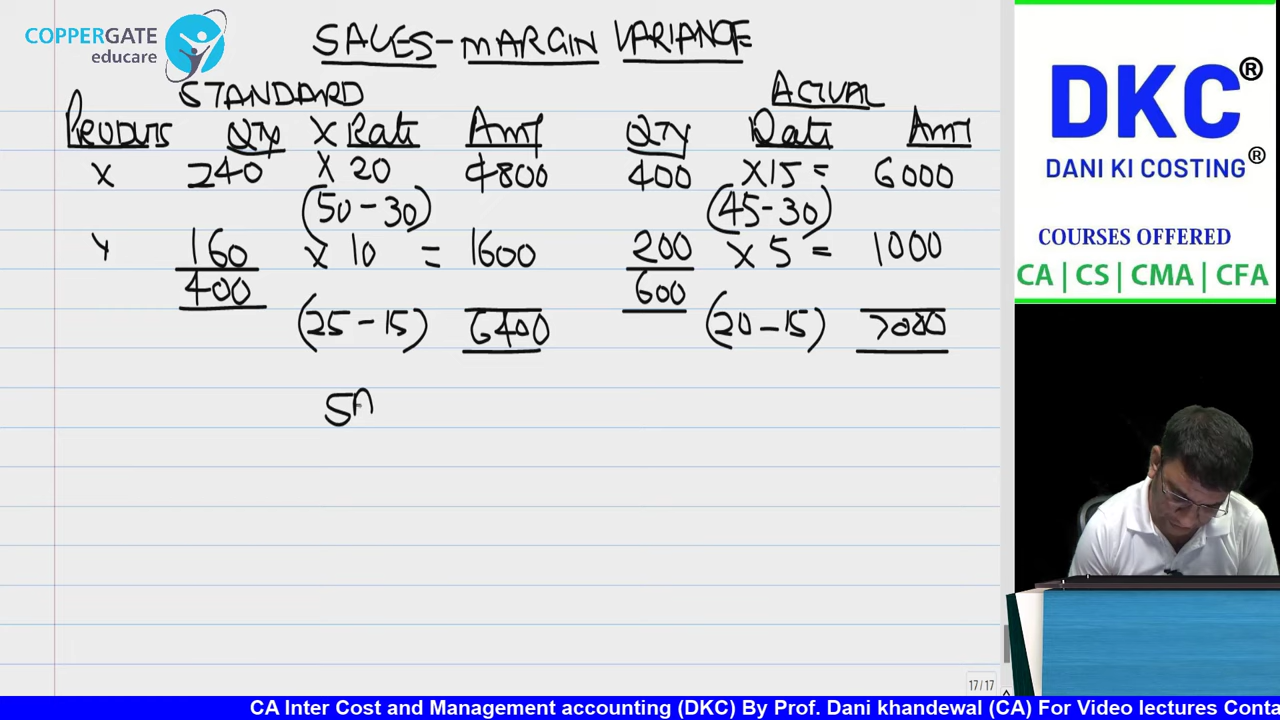 COPPERGATE
educare
SALES-MARGIN VARIANCE
STANDARD ACTUAL
PRODUTS QTY X Rate AMT QTY Rate AMT
X 240 X 20 4800 400 X15 = 6000
(50-30) (45-30)
Y 160 X 10 = 1600 200 X 5 = 1000
400 600
(25-15) 6400 (20-15) 7000
DKC®
DANI KI COSTING®
COURSES OFFERED
CA | CS | CMA | CFA
17/17
CA Inter Cost and Management accounting (DKC) By Prof. Dani khandewal (CA) For Video lectures Conta